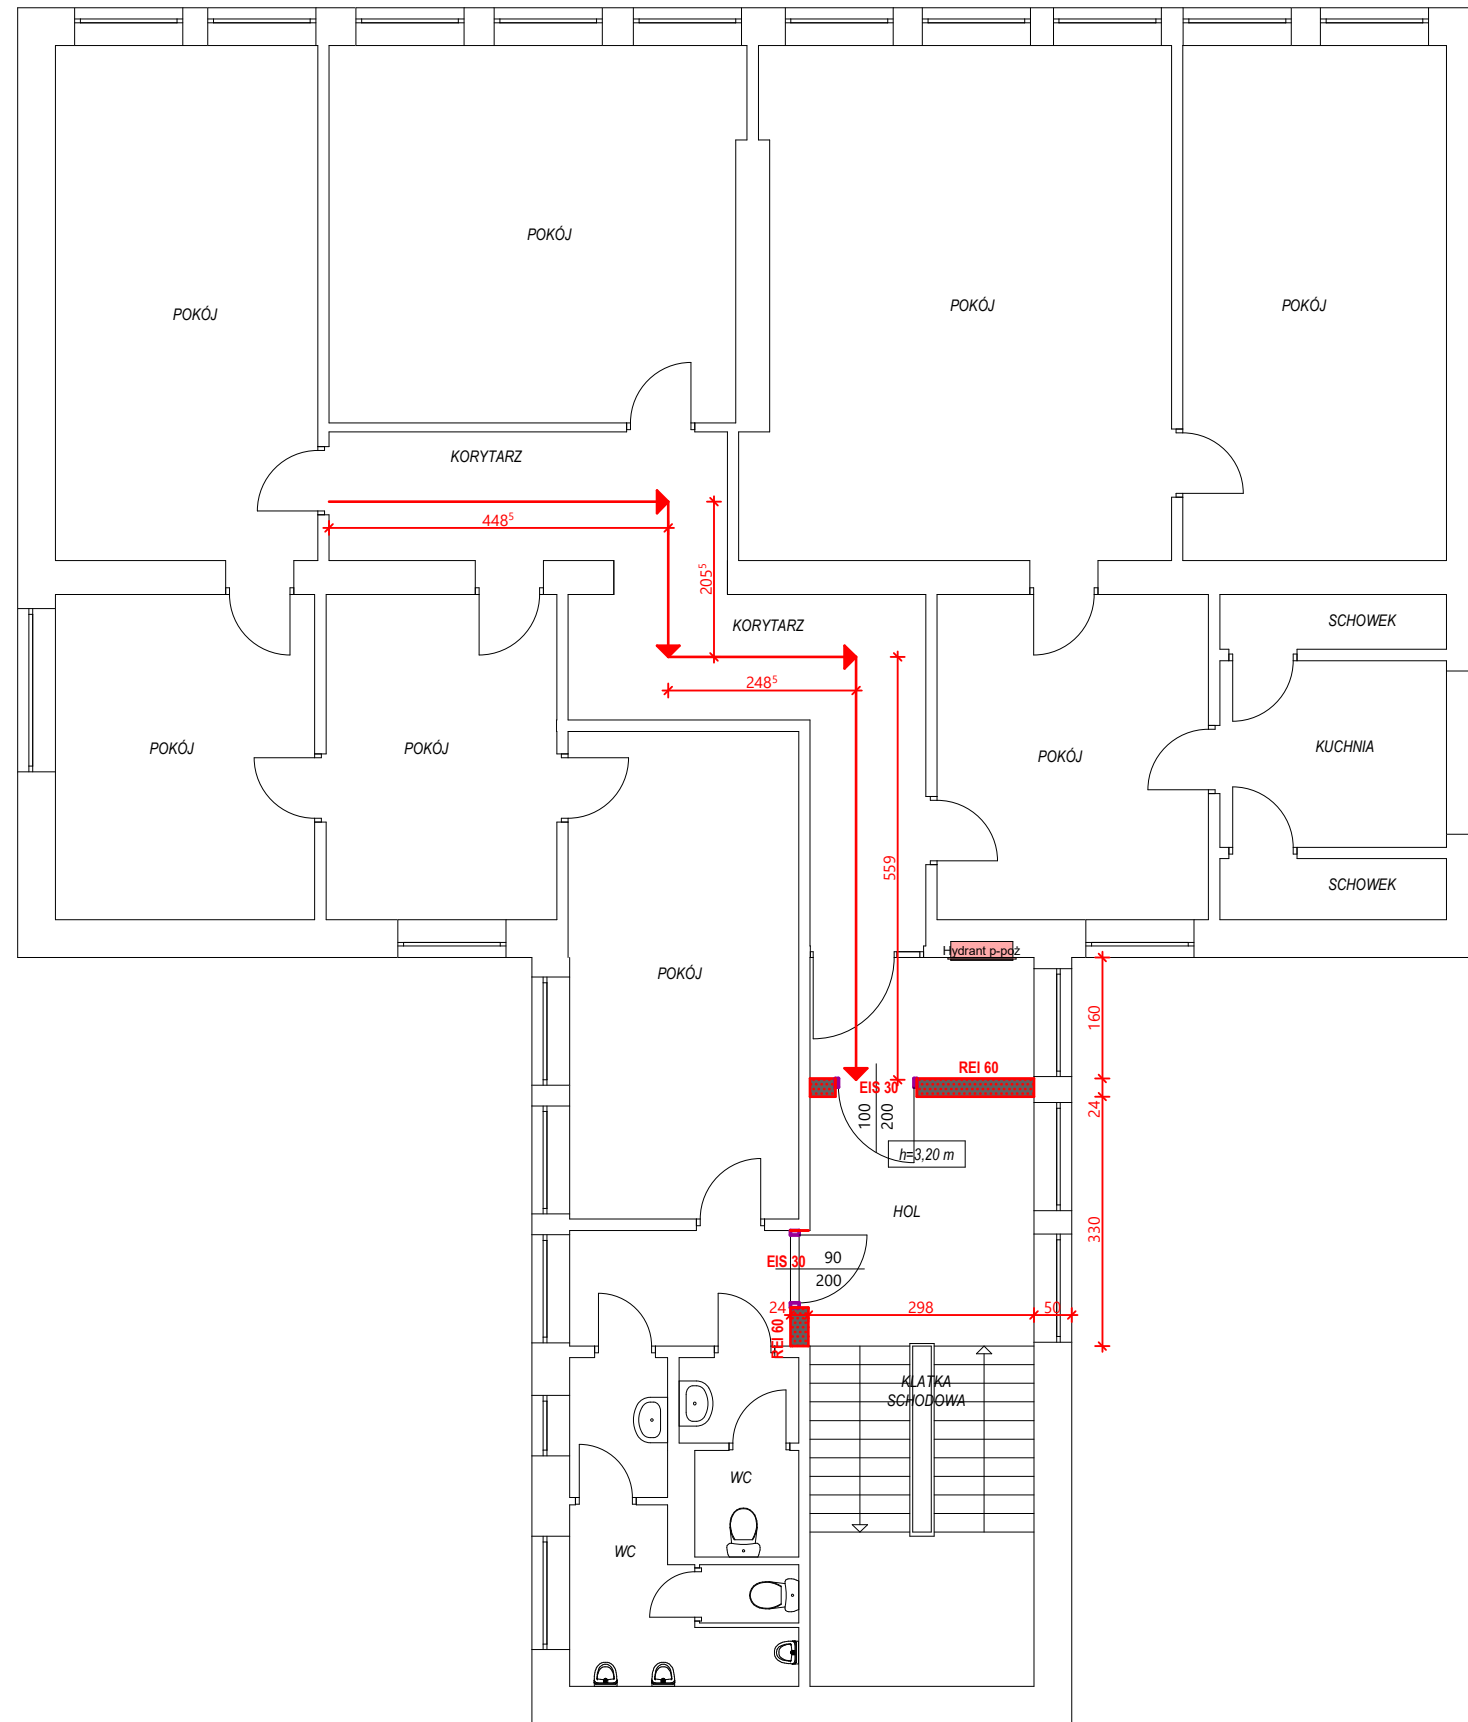 POKÓJ
POKÓJ
POKÓJ
POKÓJ
KORYTARZ
448⁵
205⁵
KORYTARZ
SCHOWEK
248⁵
POKÓJ
POKÓJ
POKÓJ
KUCHNIA
559
SCHOWEK
Hydrant p-poż
POKÓJ
160
REI 60
EIS 30
24
100
200
h=3,20 m
HOL
330
EIS 30
90
200
24
298
50
REI 60
KLATKA
SCHODOWA
WC
WC